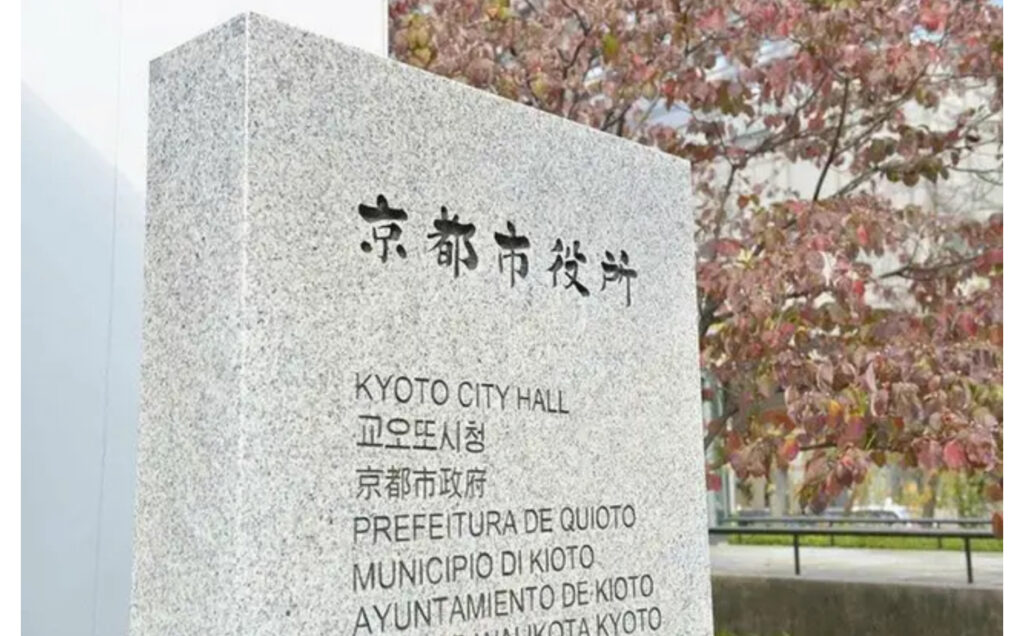 京都市役所
KYOTO CITY HALL
교오또시청
京都市政府
PREFEITURA DE QUIOTO
MUNICIPIO DI KIOTO
AYUNTAMIENTO DE KIOTO
KYOTO